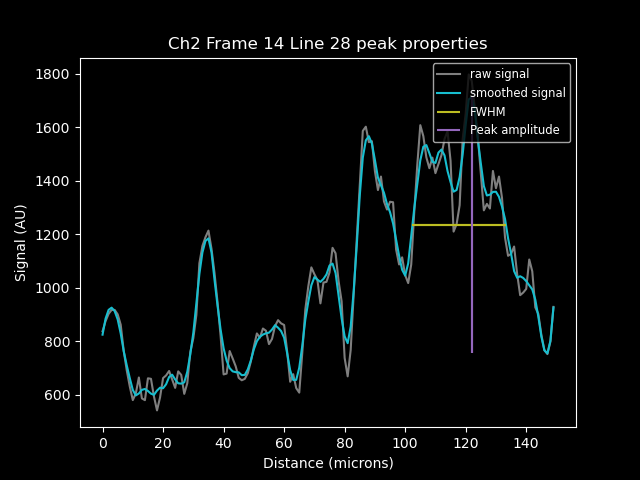 Ch2 Frame 14 Line 28 peak properties
raw signal
smoothed signal
FWHM
Peak amplitude
Signal (AU)
1800
1600
1400
1200
1000
800
600
0 20 40 60 80 100 120 140
Distance (microns)